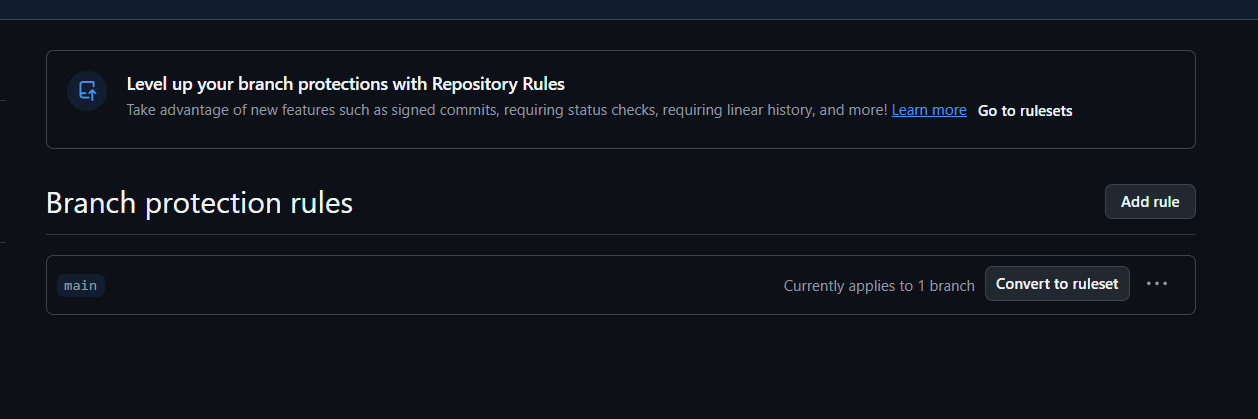 Level up your branch protections with Repository Rules
Take advantage of new features such as signed commits, requiring status checks, requiring linear history, and more! Learn more Go to rulesets
Branch protection rules
Add rule
main
Currently applies to 1 branch
Convert to ruleset